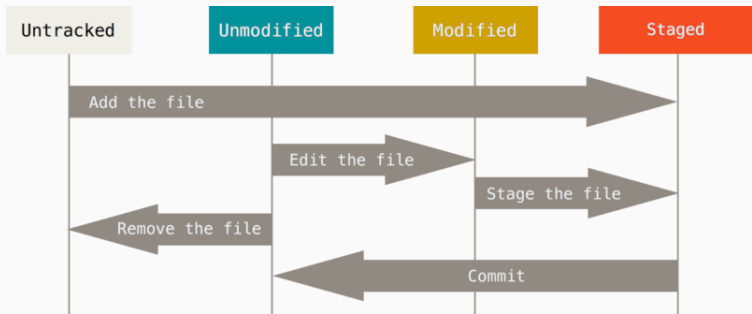 Untracked
Unmodified
Modified
Staged
Add the file
Edit the file
Stage the file
Remove the file
Commit